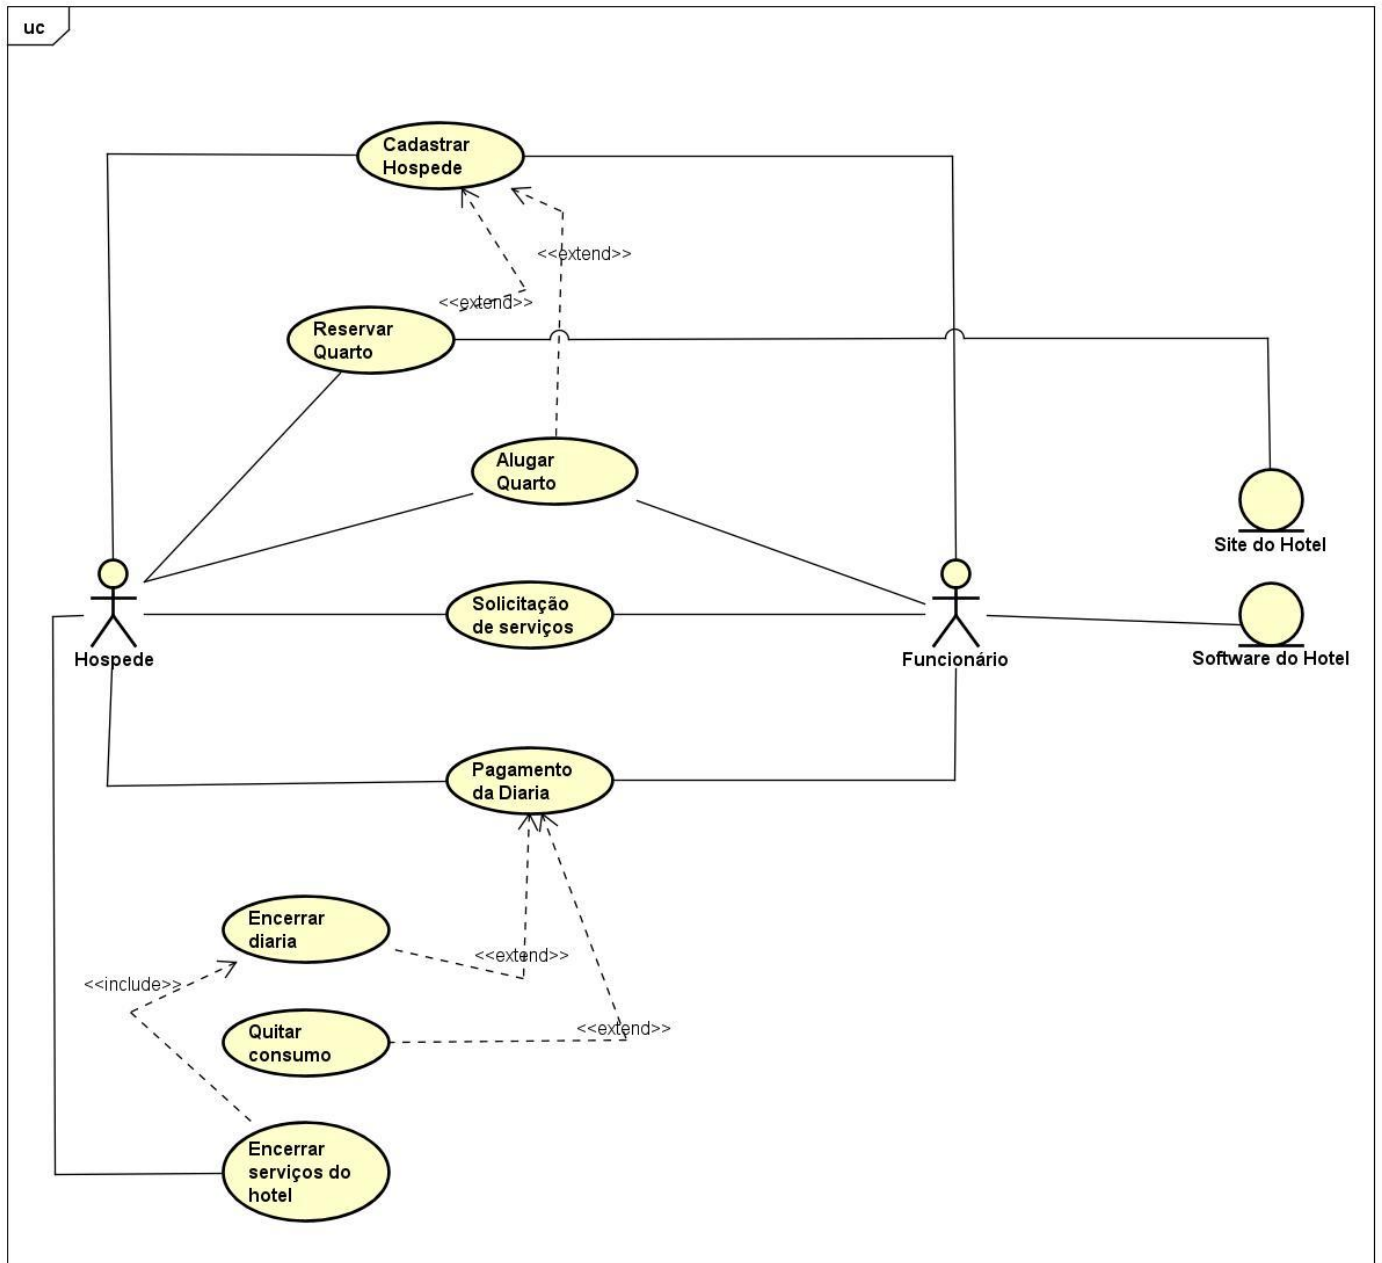 uc
Cadastrar
Hospede
<<extend>>
<<extend>>
Reservar
Quarto
Alugar
Quarto
Site do Hotel
Solicitação
de serviços
Hospede
Funcionário
Software do Hotel
Pagamento
da Diaria
Encerrar
diaria
<<extend>>
<<include>>
Quitar
consumo
<<extend>>
Encerrar
serviços do
hotel